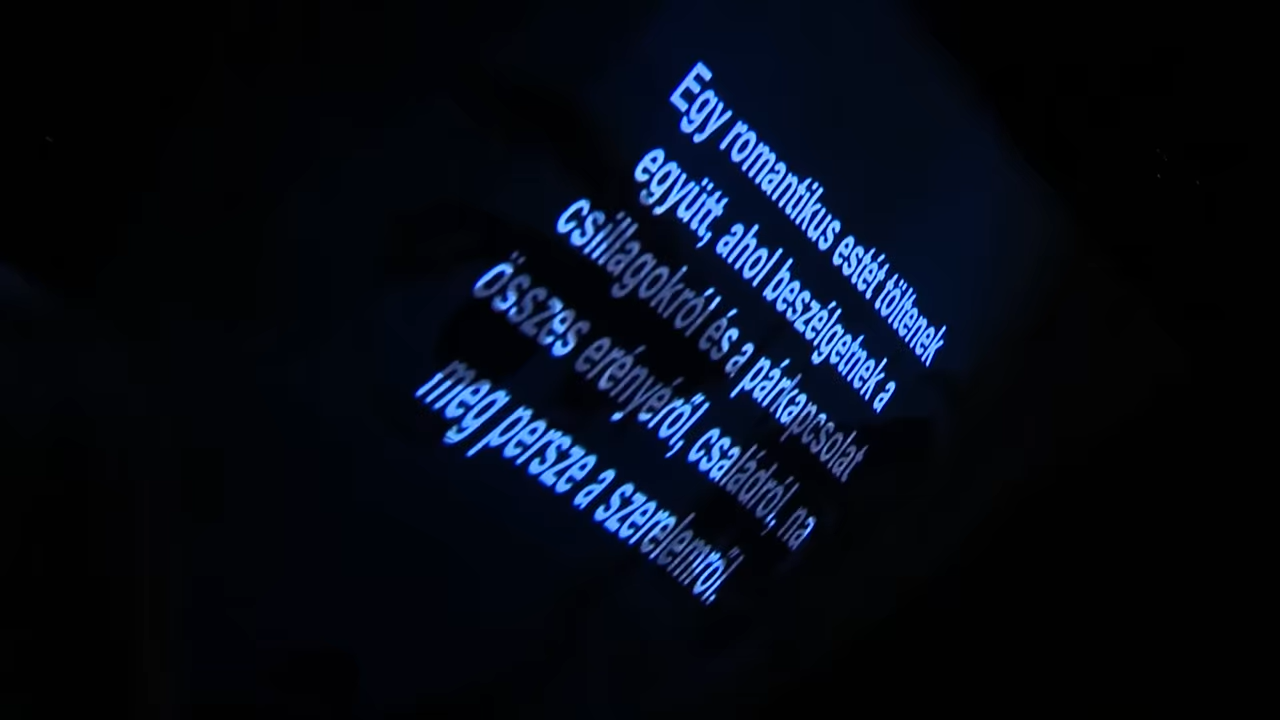 Egy romantikus estét töltenek
együtt, ahol beszélgetnek a
csillagokról és a párkapcsolat
összes erényéről, családról, na
meg persze a szerelemről.